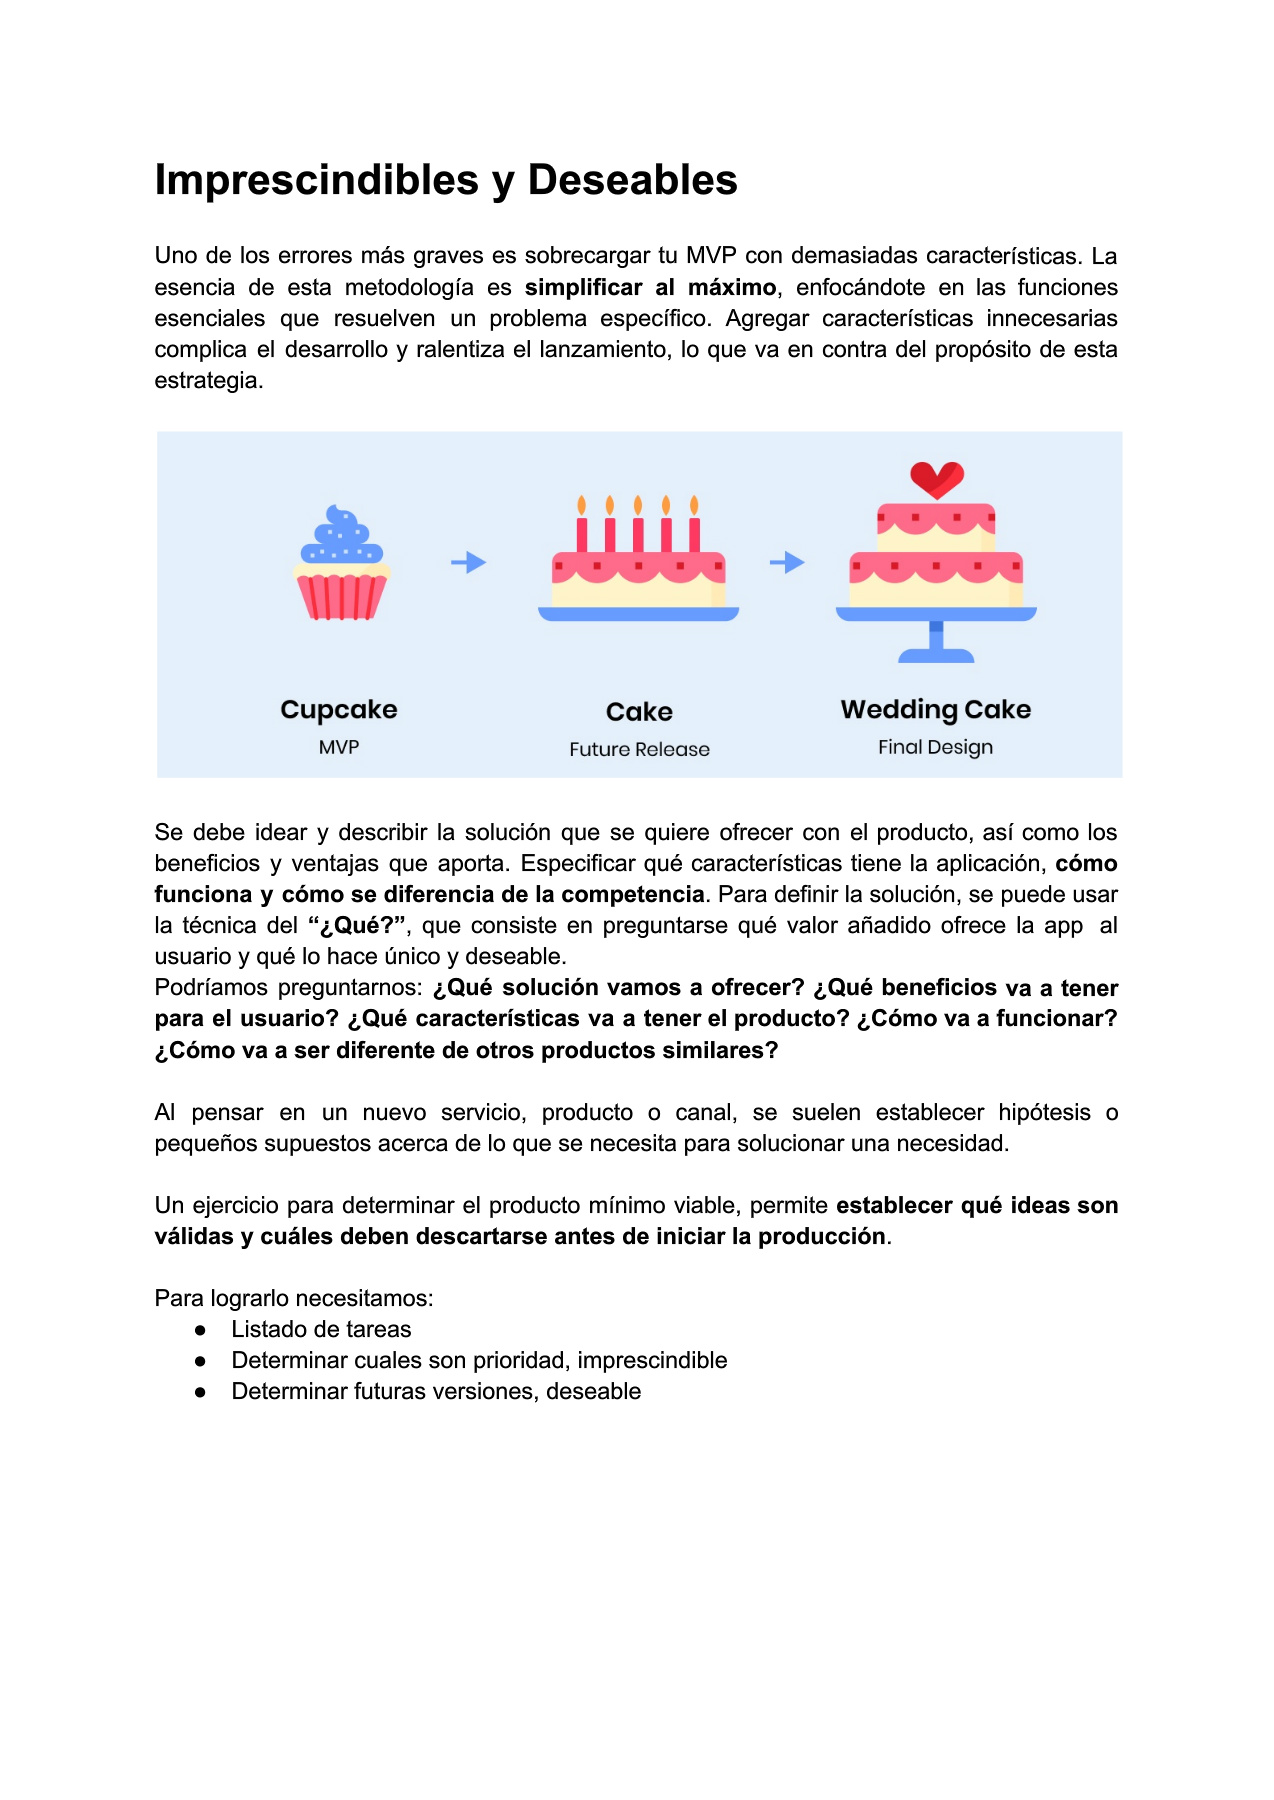 Imprescindibles y Deseables
Uno de los errores más graves es sobrecargar tu MVP con demasiadas características. La
esencia de esta metodología es simplificar al máximo, enfocándote en las funciones
esenciales que resuelven un problema específico. Agregar características innecesarias
complica el desarrollo y ralentiza el lanzamiento, lo que va en contra del propósito de esta
estrategia.
Cupcake
MVP
Cake
Future Release
Wedding Cake
Final Design
Se debe idear y describir la solución que se quiere ofrecer con el producto, así como los
beneficios y ventajas que aporta. Especificar qué características tiene la aplicación, cómo
funciona y cómo se diferencia de la competencia. Para definir la solución, se puede usar
la técnica del “¿Qué?”, que consiste en preguntarse qué valor añadido ofrece la app al
usuario y qué lo hace único y deseable.
Podríamos preguntarnos: ¿Qué solución vamos a ofrecer? ¿Qué beneficios va a tener
para el usuario? ¿Qué características va a tener el producto? ¿Cómo va a funcionar?
¿Cómo va a ser diferente de otros productos similares?
Al pensar en un nuevo servicio, producto o canal, se suelen establecer hipótesis o
pequeños supuestos acerca de lo que se necesita para solucionar una necesidad.
Un ejercicio para determinar el producto mínimo viable, permite establecer qué ideas son
válidas y cuáles deben descartarse antes de iniciar la producción.
Para lograrlo necesitamos:
● Listado de tareas
● Determinar cuales son prioridad, imprescindible
● Determinar futuras versiones, deseable